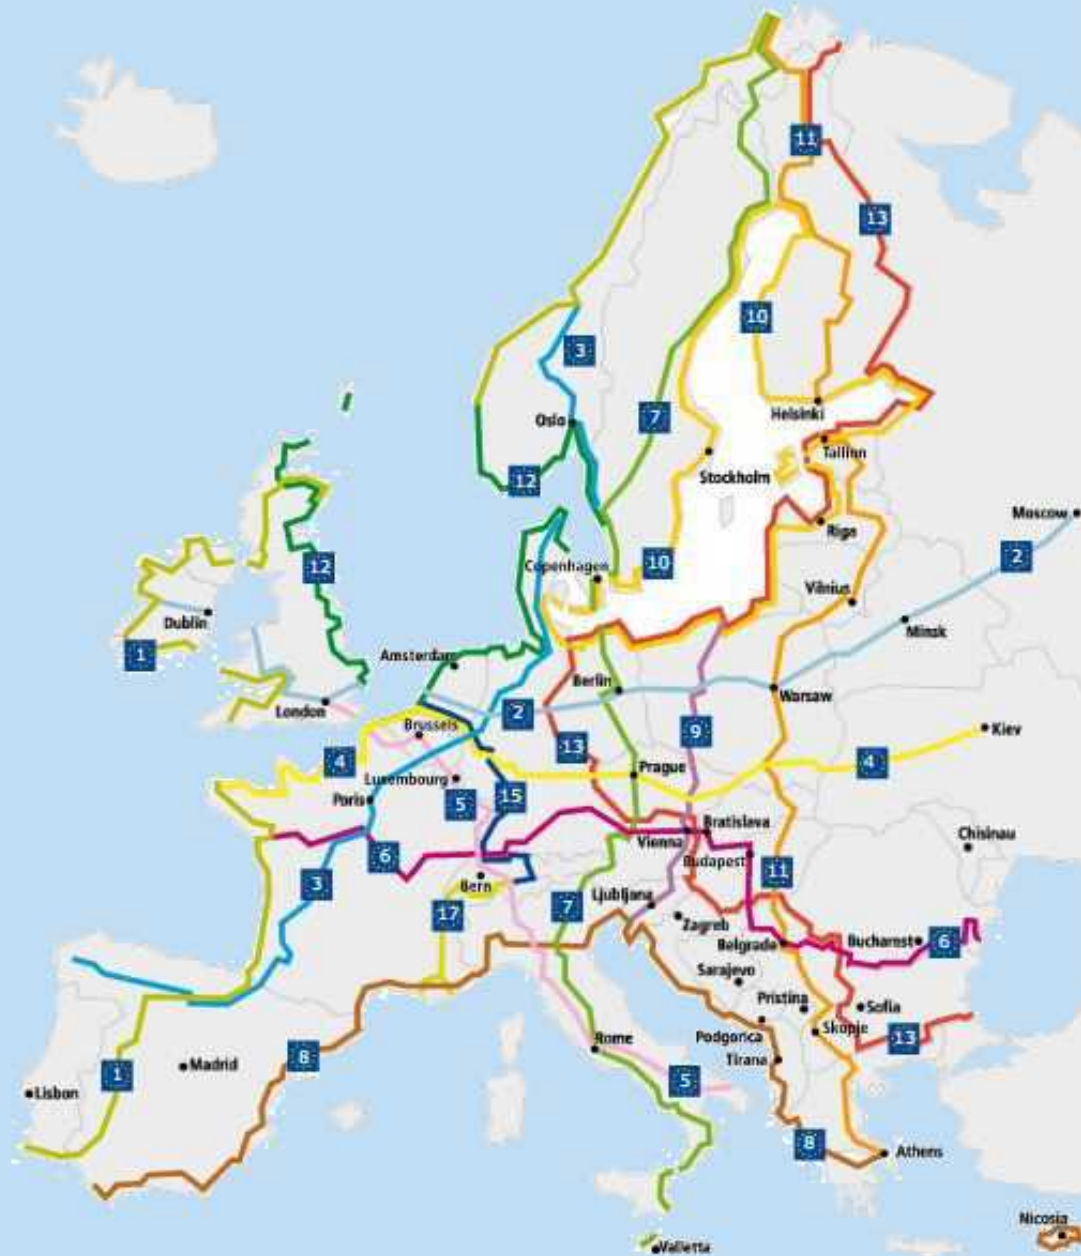 11
13
10
3
7
Oslo
Helsinki
Tallinn
Stockholm
12
Moscow
Riga
2
10
Copenhagen
12
Vilnius
Dublin
Minsk
1
Amsterdam
Berlin
Warsaw
London
2
Brussels
9
Kiev
13
4
4
Prague
Luxembourg
15
5
Paris
Bratislava
Chisinau
Vienna
6
Budapest
11
3
Bern
Ljubljana
7
17
Zagreb
Belgrade
Bucharest
6
Sarajevo
Pristina
Sofia
Skopje
Podgorica
13
Rome
8
Tirana
Madrid
1
5
Lisbon
8
Athens
Nicosia
Valletta